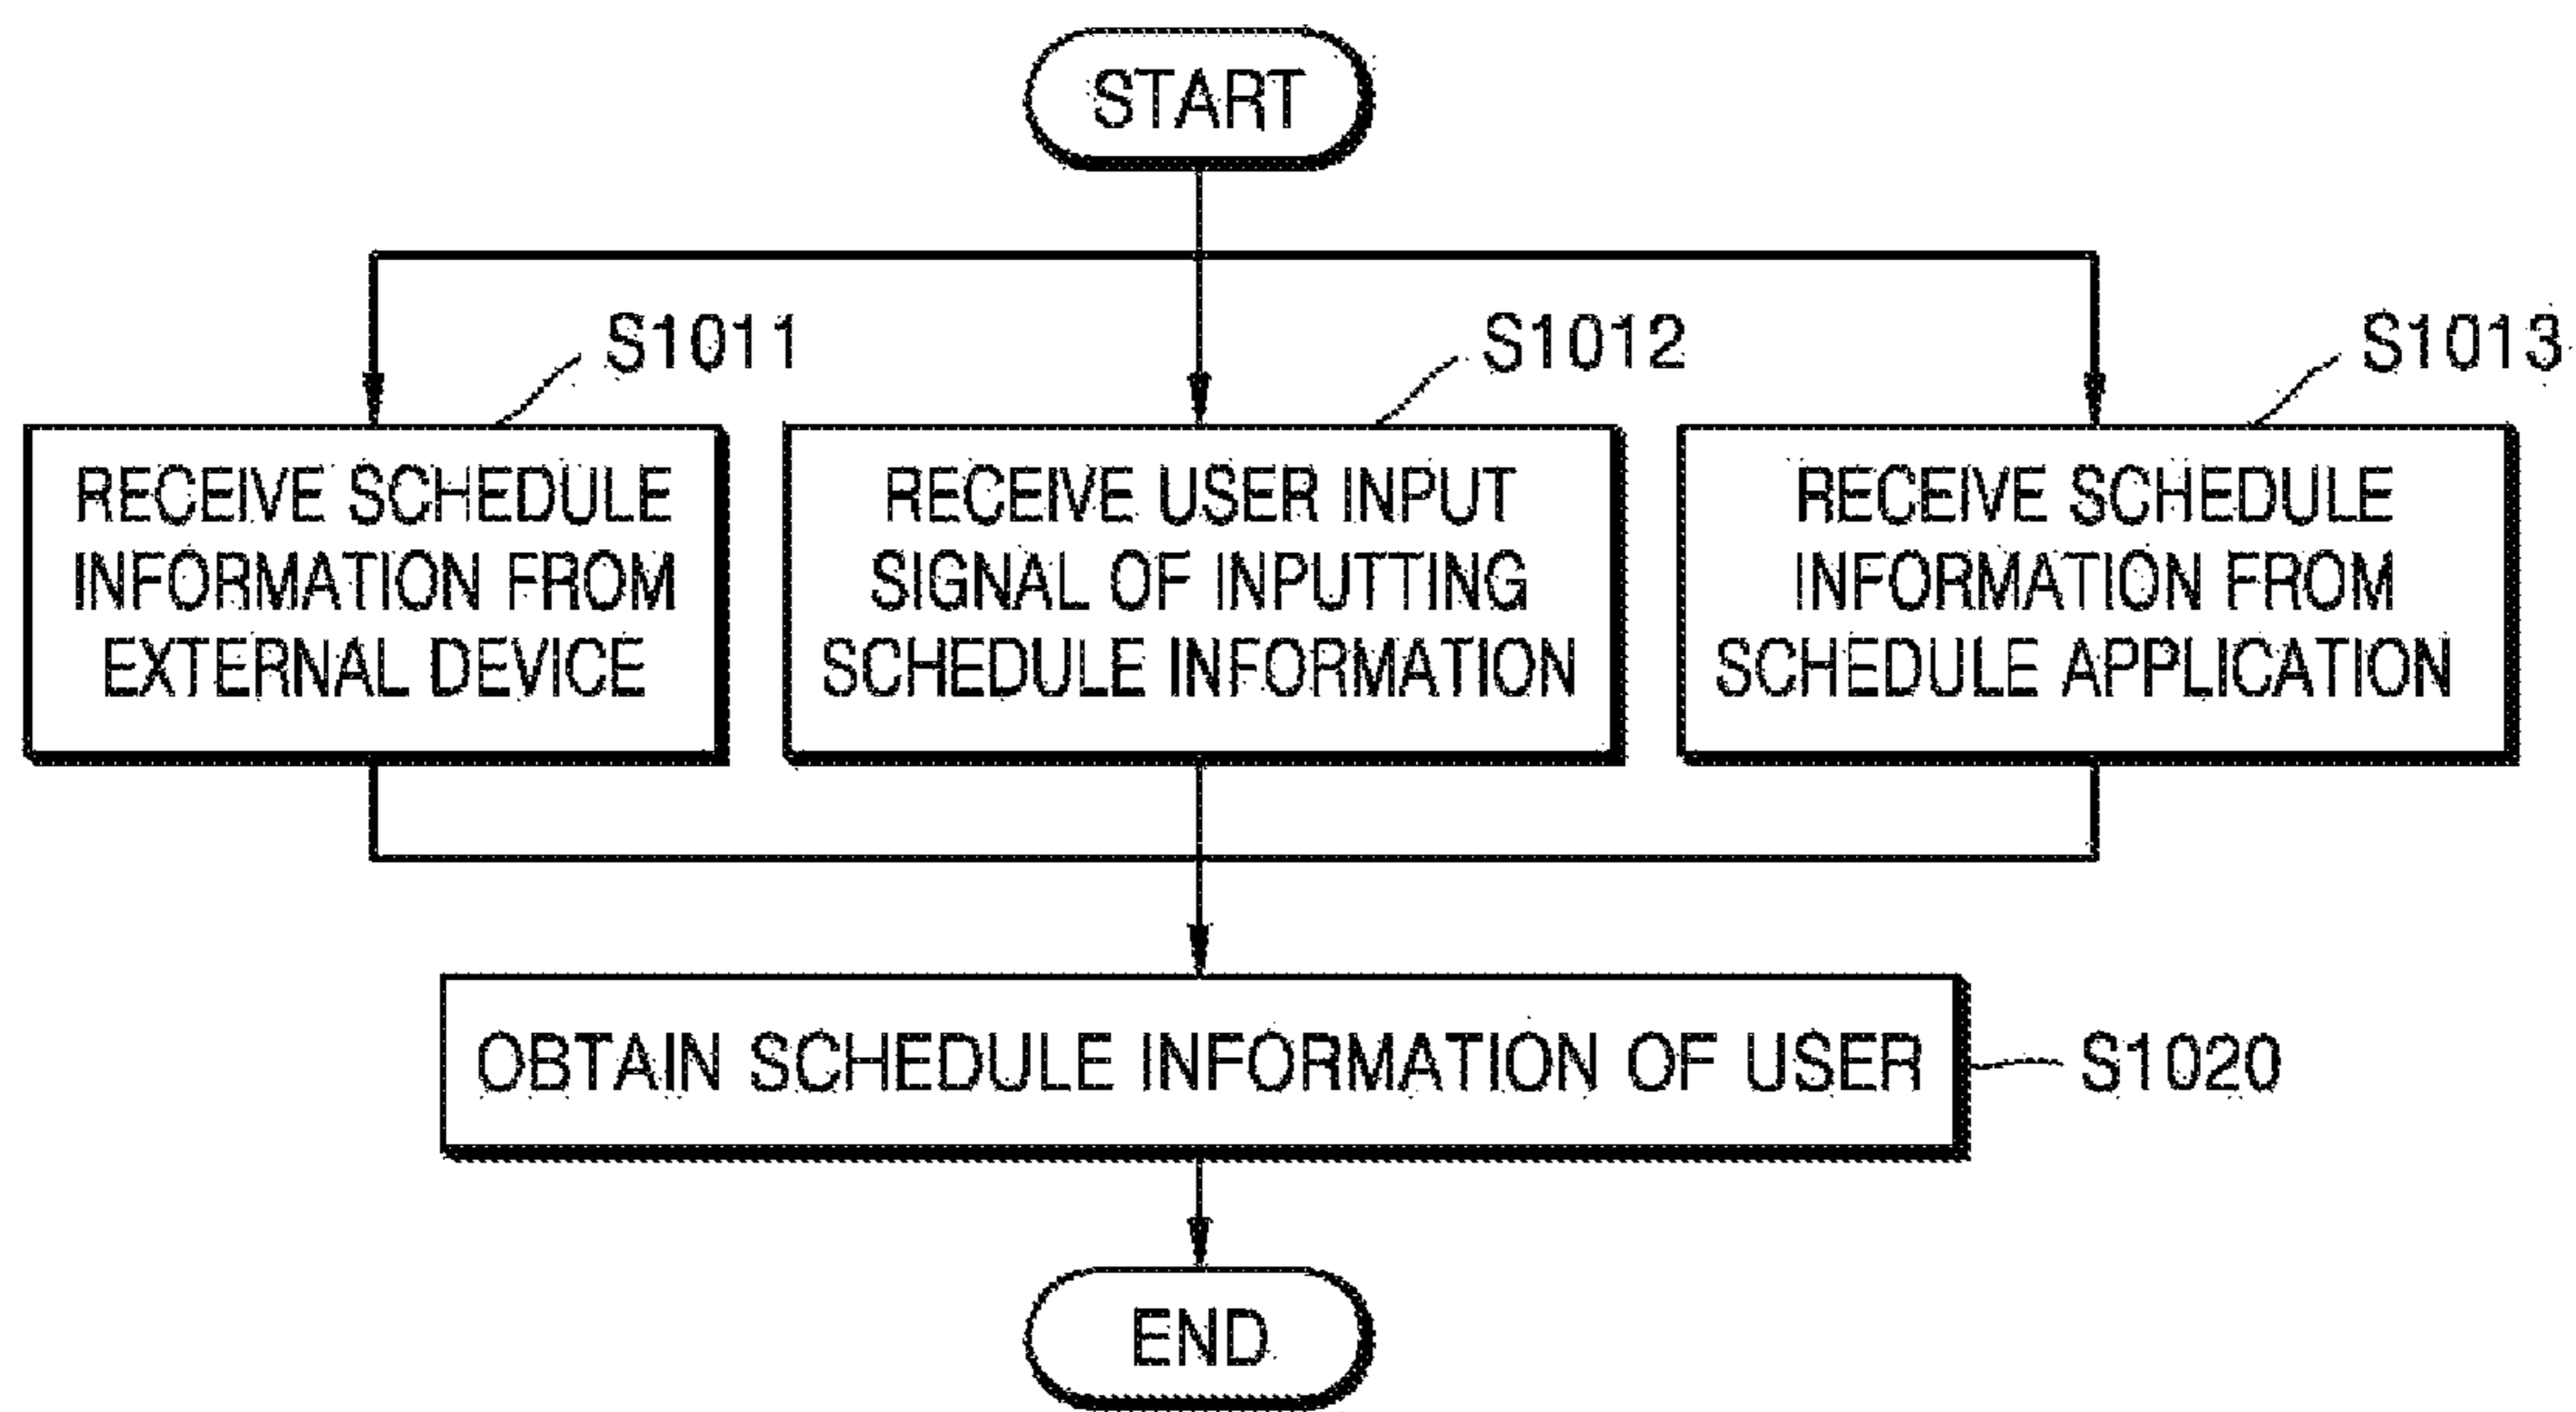 START
S1011
S1012
S1013
RECEIVE SCHEDULE
INFORMATION FROM
EXTERNAL DEVICE
RECEIVE USER INPUT
SIGNAL OF INPUTTING
SCHEDULE INFORMATION
RECEIVE SCHEDULE
INFORMATION FROM
SCHEDULE APPLICATION
OBTAIN SCHEDULE INFORMATION OF USER
S1020
END